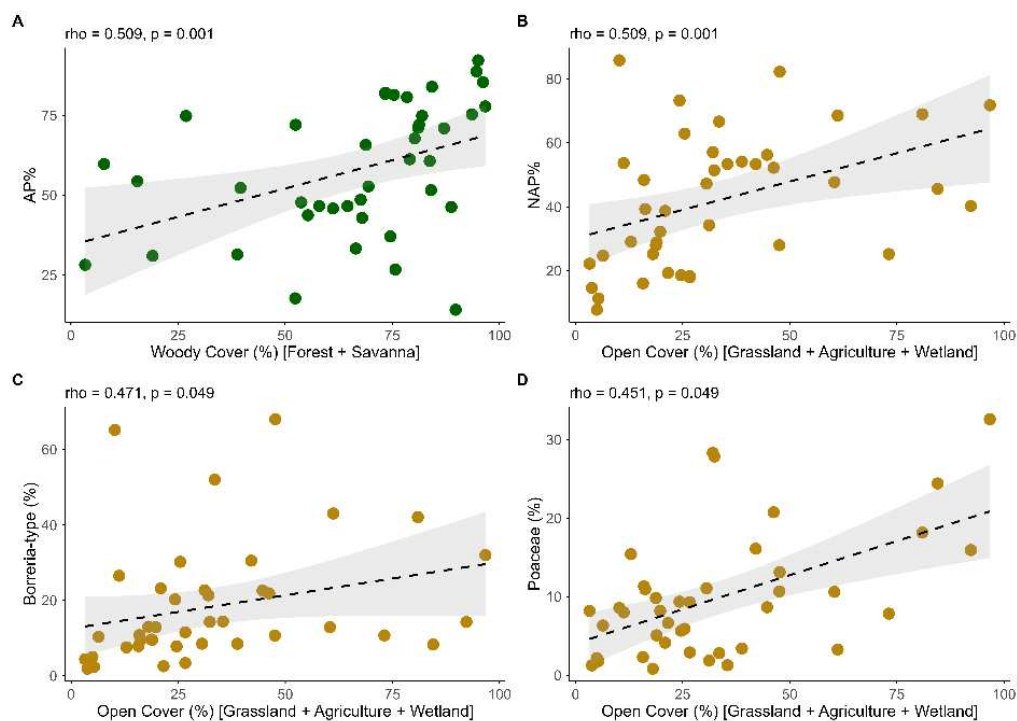 A
rho = 0.509, p = 0.001
AP%
75
50
25
0
25
50
75
100
Woody Cover (%) [Forest + Savanna]
B
rho = 0.509, p = 0.001
NAP%
80
60
40
20
0
25
50
75
100
Open Cover (%) [Grassland + Agriculture + Wetland]
C
rho = 0.471, p = 0.049
Borreria-type (%)
60
40
20
0
0
25
50
75
100
Open Cover (%) [Grassland + Agriculture + Wetland]
D
rho = 0.451, p = 0.049
Poaceae (%)
30
20
10
0
0
25
50
75
100
Open Cover (%) [Grassland + Agriculture + Wetland]